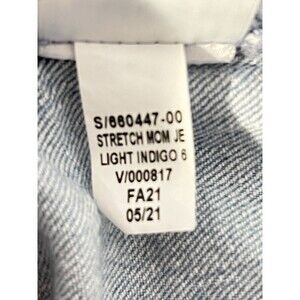 S/660447-00
STRETCH MOM JE
LIGHT INDIGO 6
V/000817
FA21
05/21